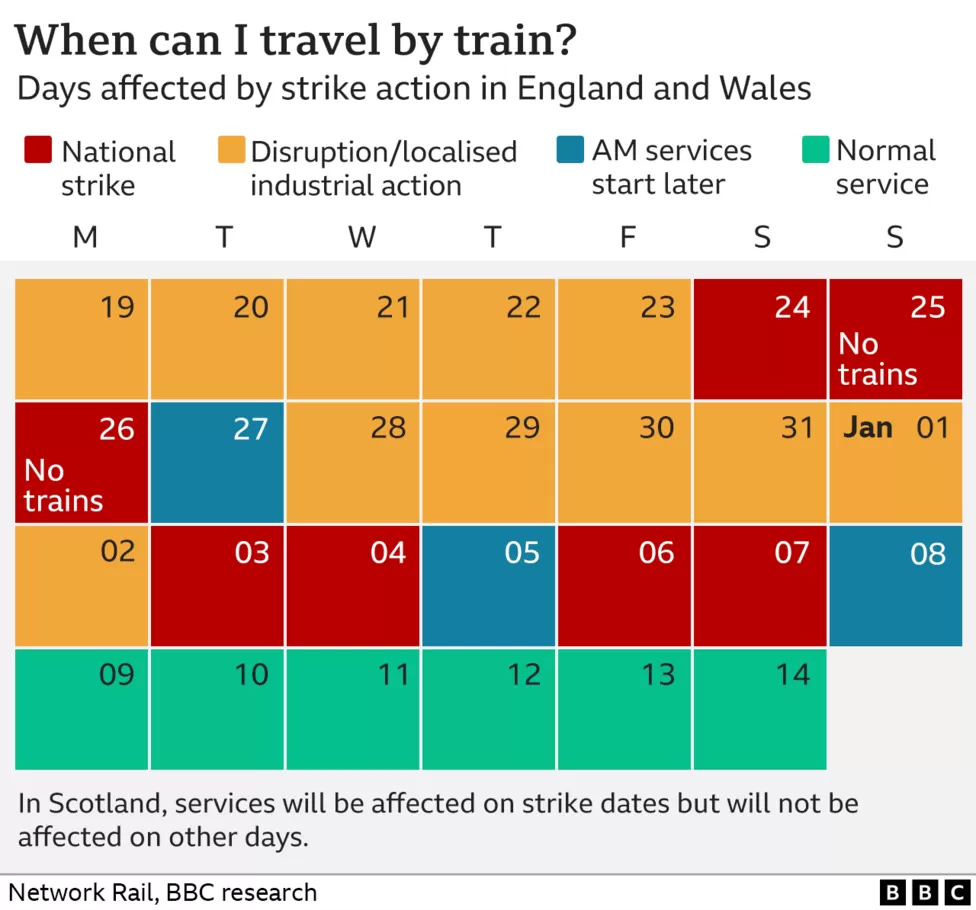 When can I travel by train?
Days affected by strike action in England and Wales
National strike
Disruption/localised industrial action
AM services start later
Normal service
M T W T F S S
19 20 21 22 23 24 25
No
trains
26 27 28 29 30 31 Jan 01
No
trains
02 03 04 05 06 07 08
09 10 11 12 13 14
In Scotland, services will be affected on strike dates but will not be
affected on other days.
Network Rail, BBC research
BBC